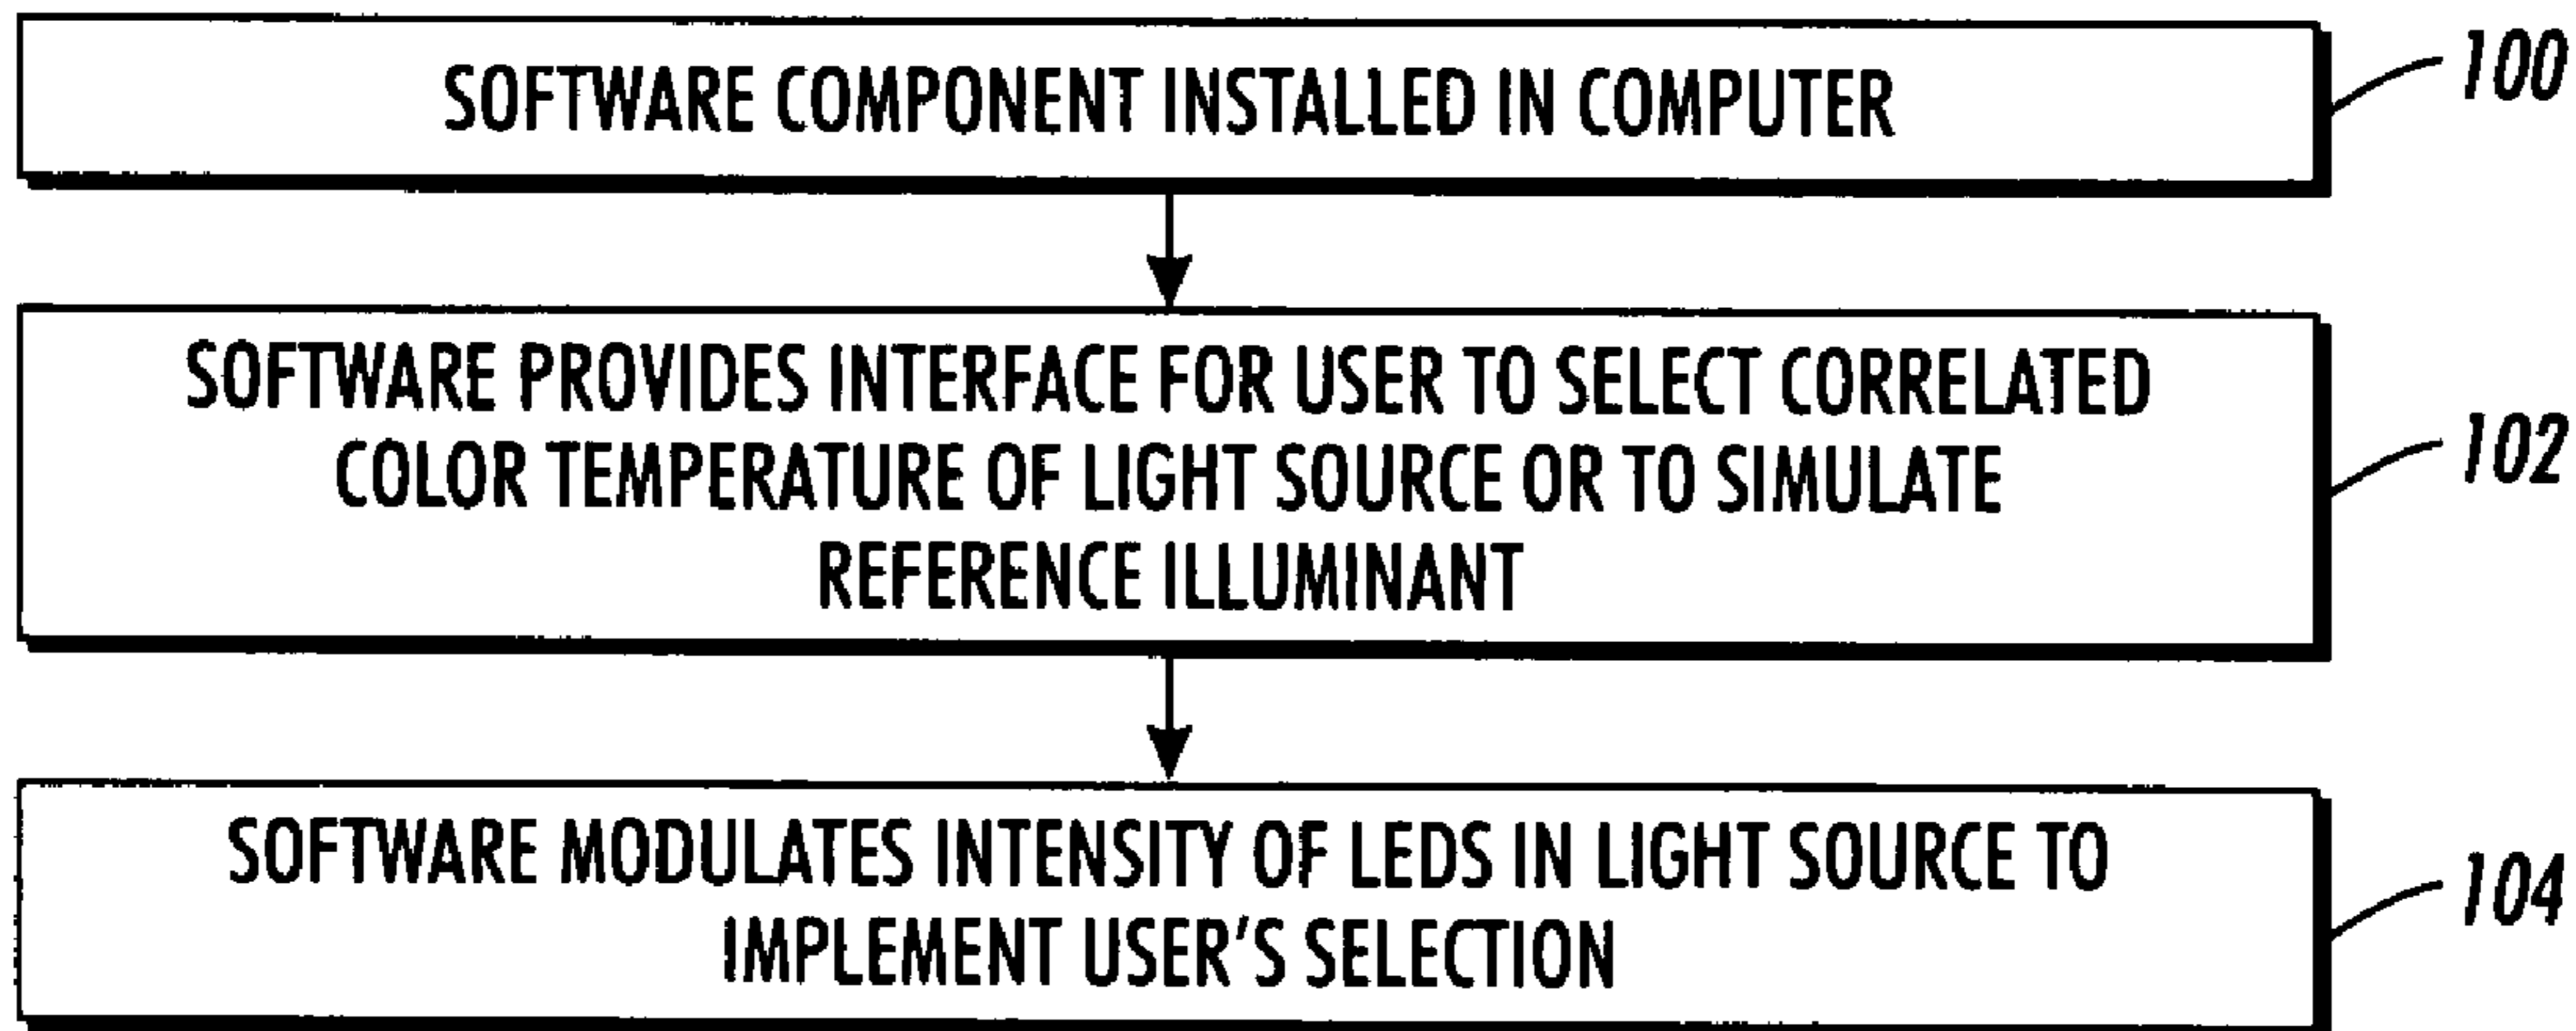 SOFTWARE COMPONENT INSTALLED IN COMPUTER
100
SOFTWARE PROVIDES INTERFACE FOR USER TO SELECT CORRELATED
COLOR TEMPERATURE OF LIGHT SOURCE OR TO SIMULATE
REFERENCE ILLUMINANT
102
SOFTWARE MODULATES INTENSITY OF LEDS IN LIGHT SOURCE TO
IMPLEMENT USER'S SELECTION
104